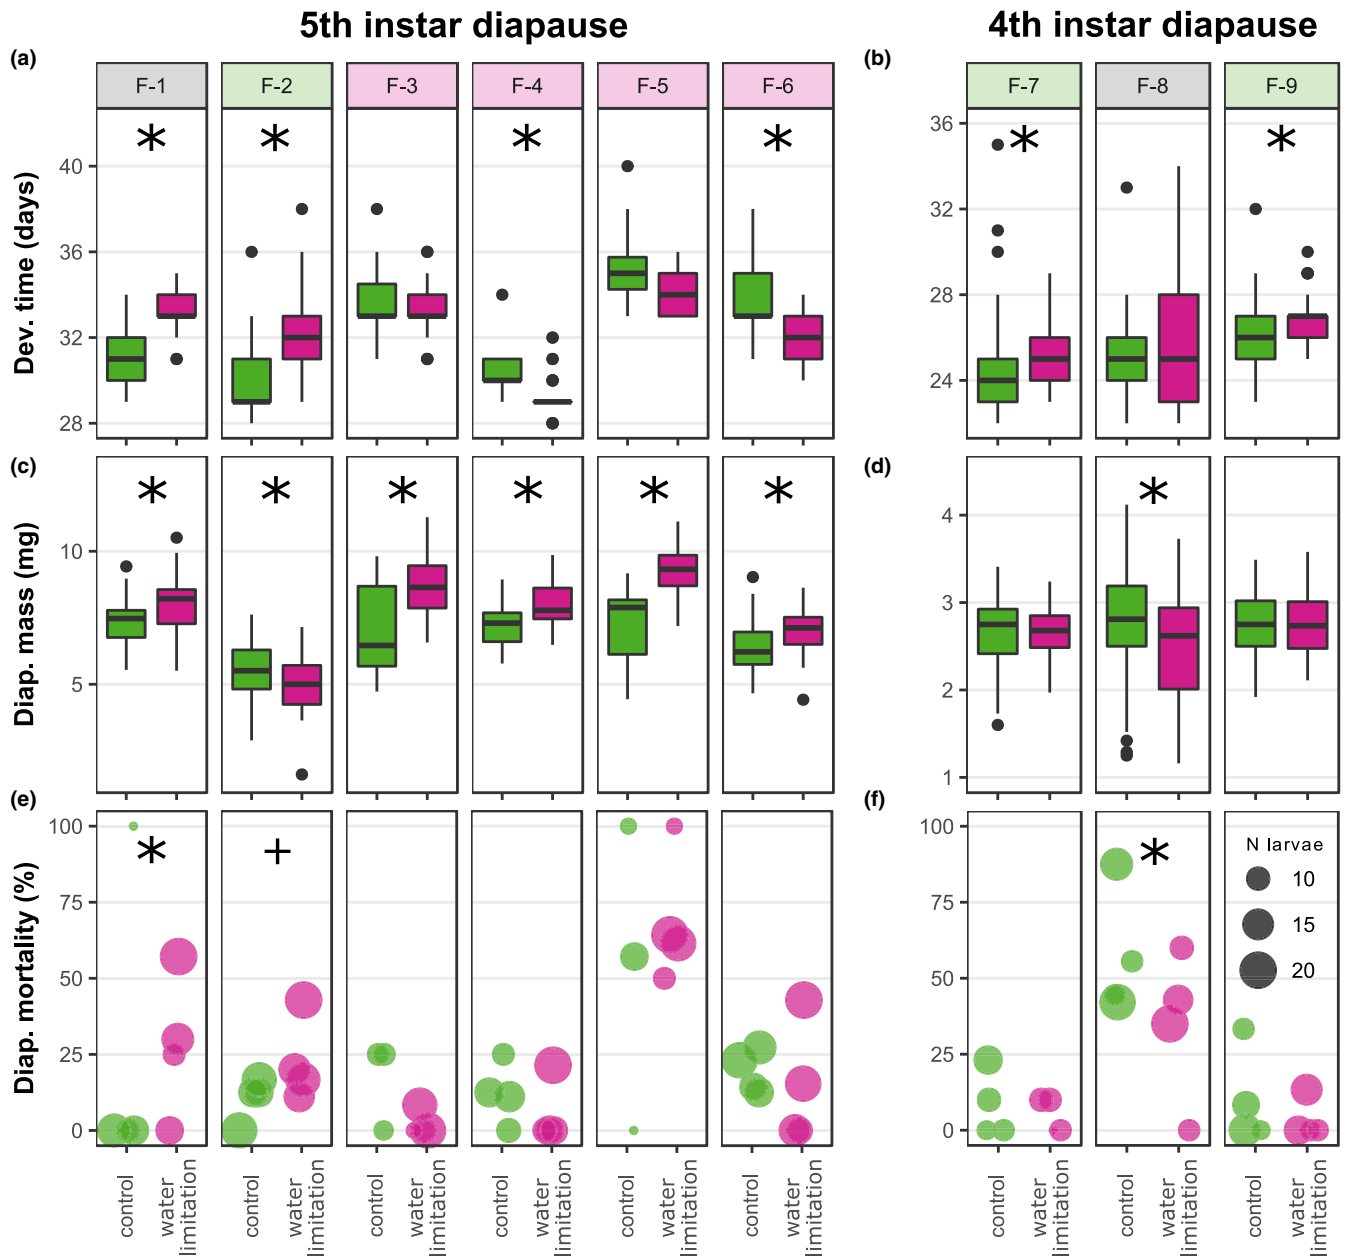 5th instar diapause
4th instar diapause
(a)
F-1
F-2
F-3
F-4
F-5
F-6
(b)
F-7
F-8
F-9
Dev. time (days)
40
36
32
28
* * * *
36
32
28
24
* *
(c)
Diap. mass (mg)
10
5
* * * * * *
(d)
4
3
2
1
*
(e)
Diap. mortality (%)
100
75
50
25
0
* +
(f)
100
75
50
25
0
*
N larvae
10
15
20
control
water
limitation
control
water
limitation
control
water
limitation
control
water
limitation
control
water
limitation
control
water
limitation
control
water
limitation
control
water
limitation
control
water
limitation